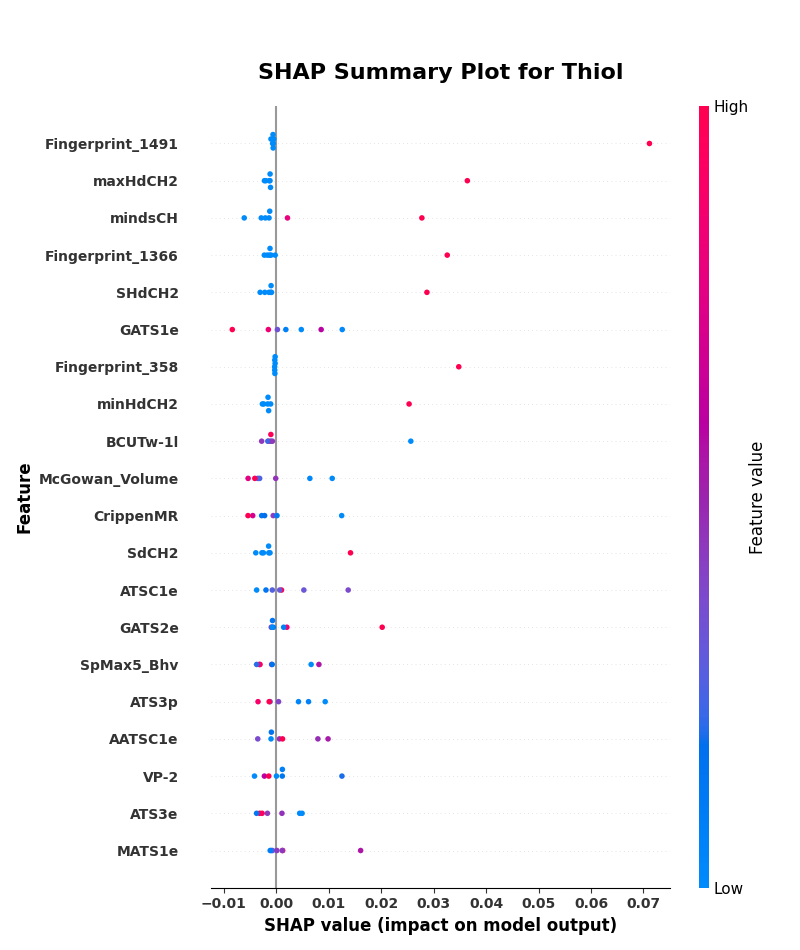 SHAP Summary Plot for Thiol
High
Fingerprint_1491
maxHdCH2
mindsCH
Fingerprint_1366
SHdCH2
GATS1e
Fingerprint_358
minHdCH2
BCUTw-1l
McGowan_Volume
CrippenMR
SdCH2
ATSC1e
GATS2e
SpMax5_Bhv
ATS3p
AATSC1e
VP-2
ATS3e
MATS1e
Feature
Feature value
Low
−0.01 0.00 0.01 0.02 0.03 0.04 0.05 0.06 0.07
SHAP value (impact on model output)